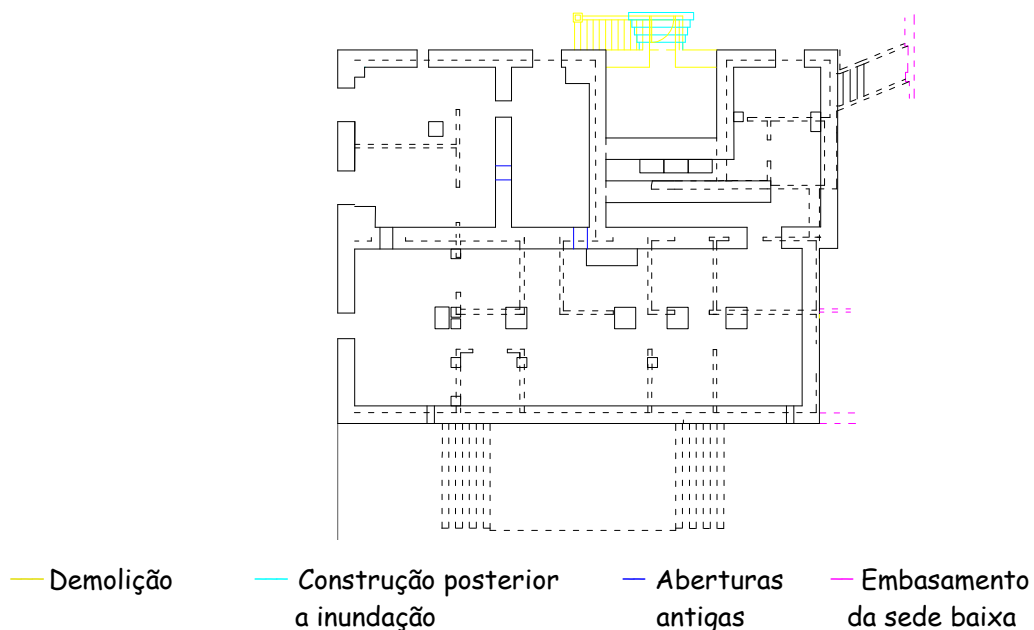 Demolição
Construção posterior
a inundação
Aberturas
antigas
Embasamento
da sede baixa